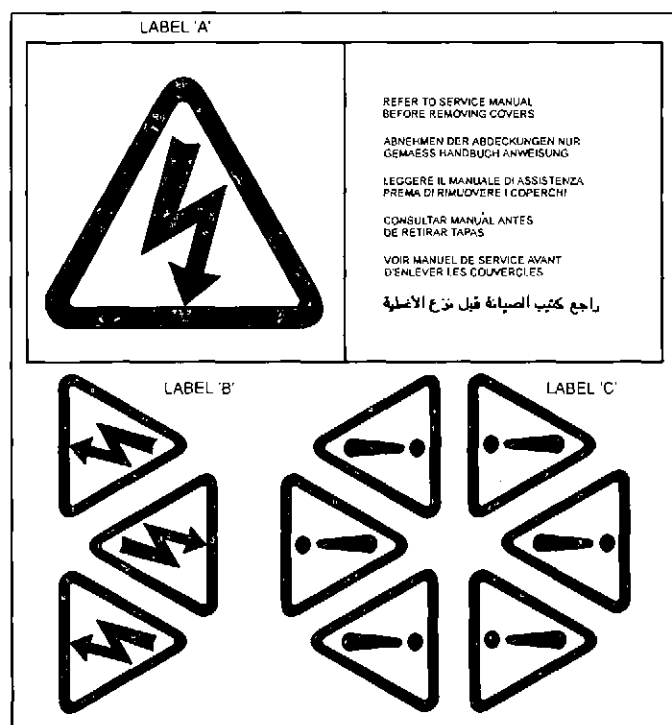 LABEL 'A'
REFER TO SERVICE MANUAL
BEFORE REMOVING COVERS
ABNEHMEN DER ABDECKUNGEN NUR
GEMAESS HANDBUCH ANWEISUNG
LEGGERE IL MANUALE DI ASSISTENZA
PREMA DI RIMUOVERE I COPERCHI
CONSULTAR MANUAL ANTES
DE RETIRAR TAPAS
VOIR MANUEL DE SERVICE AVANT
D'ENLEVER LES COUVERCLES
راجع كتيب الصيانة قبل نزع الأغطية
LABEL 'B'
LABEL 'C'